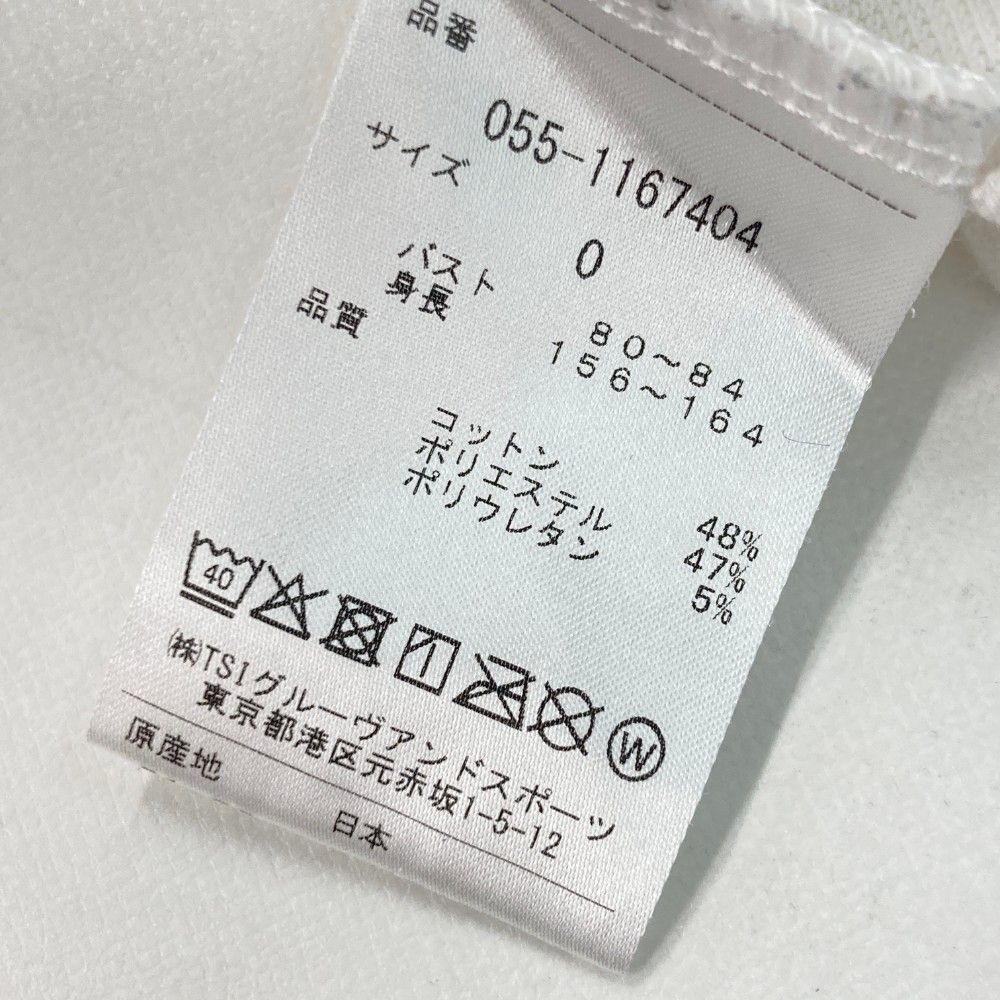 品番
055-1167404
サイズ
0
バスト 80～84
身長 156～164
品質
コットン 48%
ポリエステル 47%
ポリウレタン 5%
40
W
㈱TSIグルーヴアンドスポーツ
東京都港区元赤坂1-5-12
原産地
日本